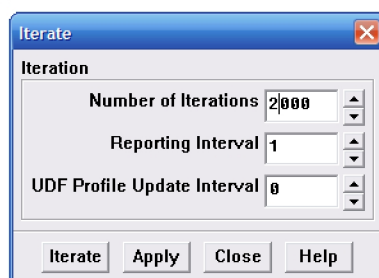 Iterate
Iteration
Number of Iterations 2000
Reporting Interval 1
UDF Profile Update Interval 0
Iterate Apply Close Help